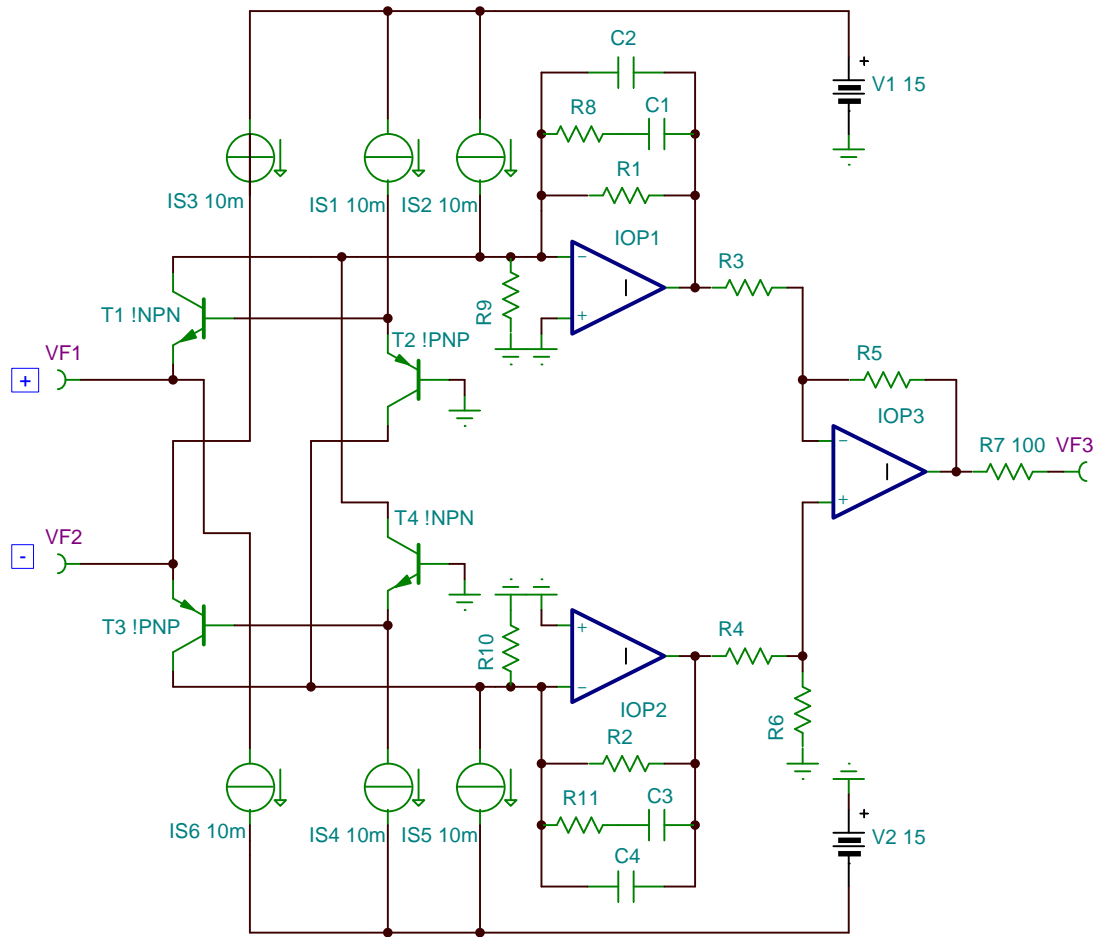 C2
+
V1 15
R8
C1
R1
IS3 10m
IS1 10m
IS2 10m
IOP1
R3
−
+
R9
T1 !NPN
T2 !PNP
VF1
+
R5
IOP3
−
+
R7 100
VF3
T4 !NPN
VF2
-
T3 !PNP
R10
+
−
R4
IOP2
R6
R2
R11
C3
C4
IS6 10m
IS4 10m
IS5 10m
+
V2 15